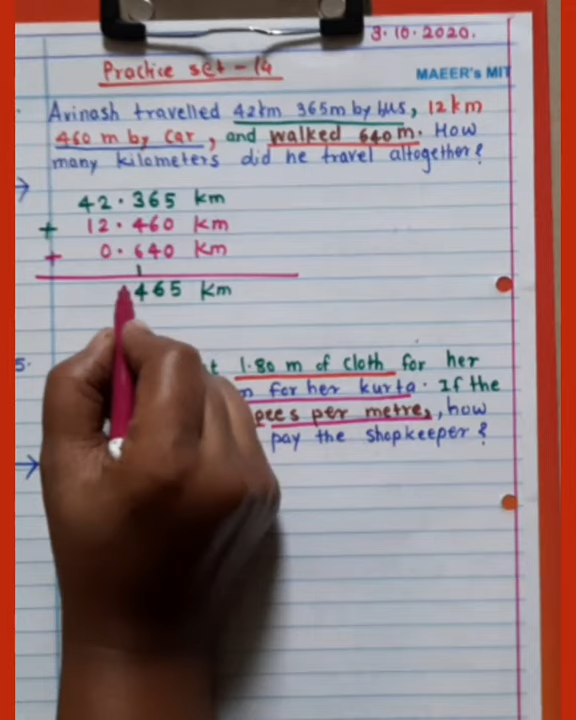 3.10.2020.
Practice set - 14
MAEER's MIT
Avinash travelled 42km 365m by bus, 12km
460 m by car, and walked 640m. How
many kilometers did he travel altogether?
42.365 km
+ 12.460 km
+ 0.640 km
1
465 km
5. 1.80 m of cloth for her
for her kurta. If the
per metre, how
pay the shopkeeper?